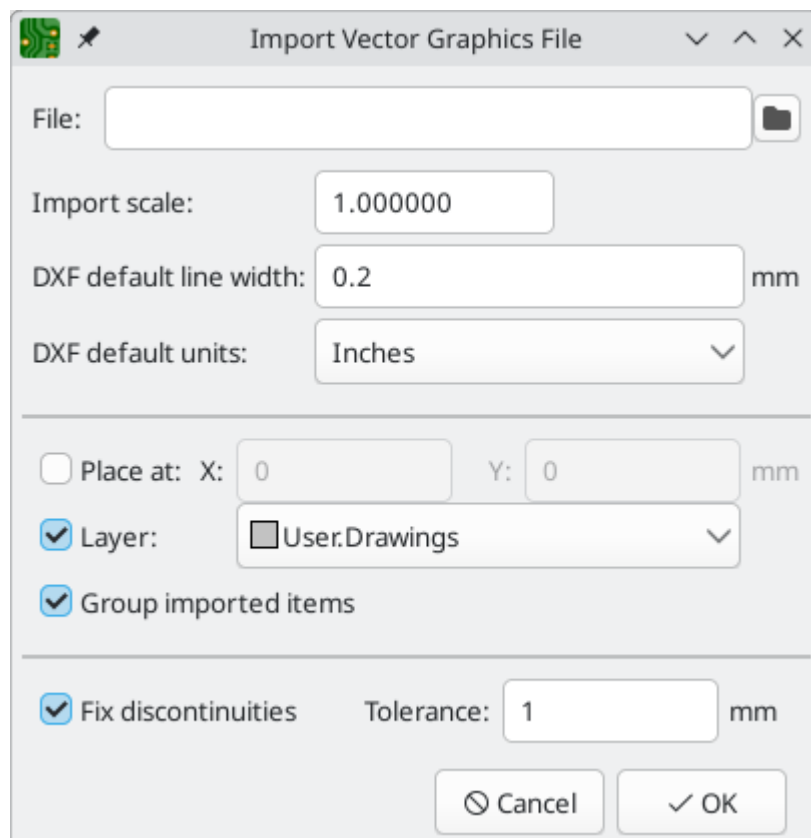 Import Vector Graphics File
File:
Import scale: 1.000000
DXF default line width: 0.2 mm
DXF default units: Inches
Place at: X: 0 Y: 0 mm
Layer: User.Drawings
Group imported items
Fix discontinuities Tolerance: 1 mm
Cancel OK